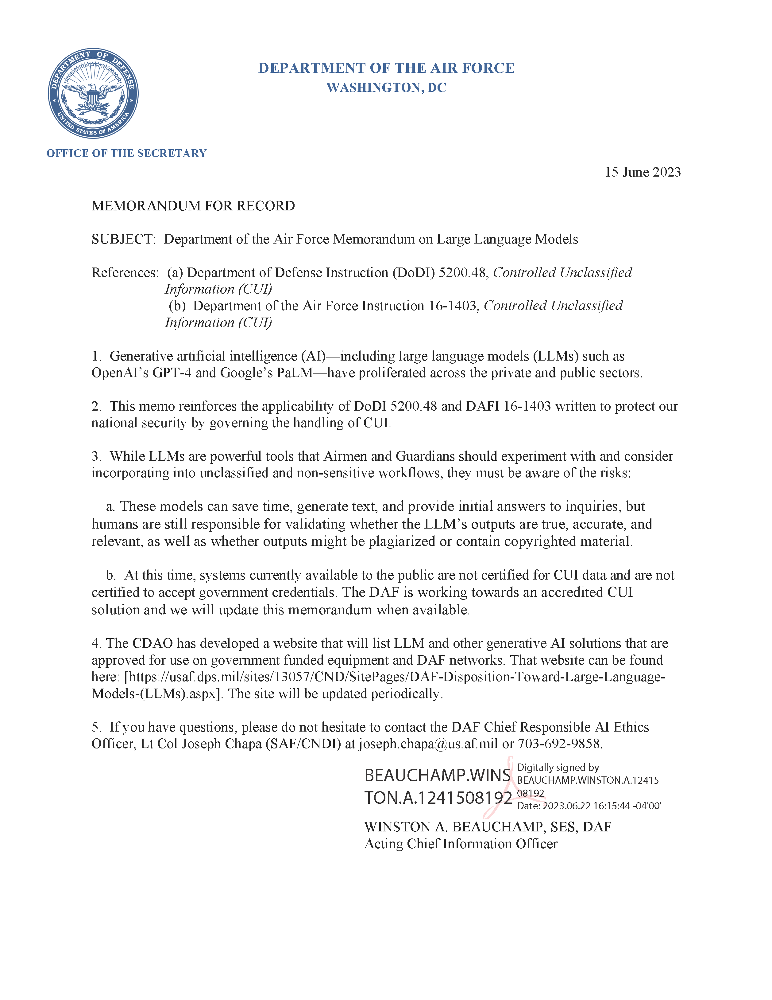 DEPARTMENT OF DEFENSE
UNITED STATES OF AMERICA
DEPARTMENT OF THE AIR FORCE
WASHINGTON, DC
OFFICE OF THE SECRETARY
15 June 2023
MEMORANDUM FOR RECORD
SUBJECT: Department of the Air Force Memorandum on Large Language Models
References: (a) Department of Defense Instruction (DoDI) 5200.48, Controlled Unclassified
Information (CUI)
(b) Department of the Air Force Instruction 16-1403, Controlled Unclassified
Information (CUI)
1. Generative artificial intelligence (AI)—including large language models (LLMs) such as
OpenAI’s GPT-4 and Google’s PaLM—have proliferated across the private and public sectors.
2. This memo reinforces the applicability of DoDI 5200.48 and DAFI 16-1403 written to protect our
national security by governing the handling of CUI.
3. While LLMs are powerful tools that Airmen and Guardians should experiment with and consider
incorporating into unclassified and non-sensitive workflows, they must be aware of the risks:
a. These models can save time, generate text, and provide initial answers to inquiries, but
humans are still responsible for validating whether the LLM’s outputs are true, accurate, and
relevant, as well as whether outputs might be plagiarized or contain copyrighted material.
b. At this time, systems currently available to the public are not certified for CUI data and are not
certified to accept government credentials. The DAF is working towards an accredited CUI
solution and we will update this memorandum when available.
4. The CDAO has developed a website that will list LLM and other generative AI solutions that are
approved for use on government funded equipment and DAF networks. That website can be found
here: [https://usaf.dps.mil/sites/13057/CND/SitePages/DAF-Disposition-Toward-Large-Language-
Models-(LLMs).aspx]. The site will be updated periodically.
5. If you have questions, please do not hesitate to contact the DAF Chief Responsible AI Ethics
Officer, Lt Col Joseph Chapa (SAF/CNDI) at joseph.chapa@us.af.mil or 703-692-9858.
BEAUCHAMP.WINS
TON.A.1241508192
Digitally signed by
BEAUCHAMP.WINSTON.A.12415
08192
Date: 2023.06.22 16:15:44 -04'00'
WINSTON A. BEAUCHAMP, SES, DAF
Acting Chief Information Officer